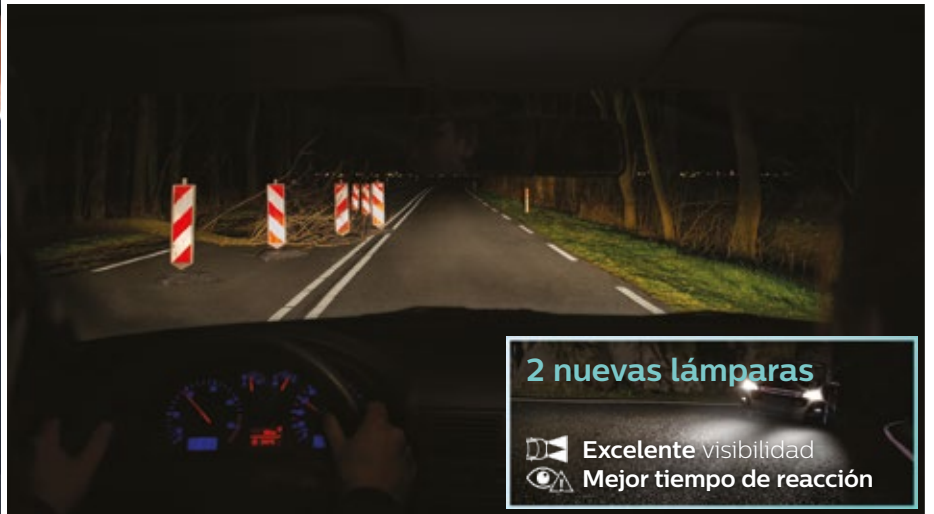 2 nuevas lámparas
Excelente visibilidad
Mejor tiempo de reacción